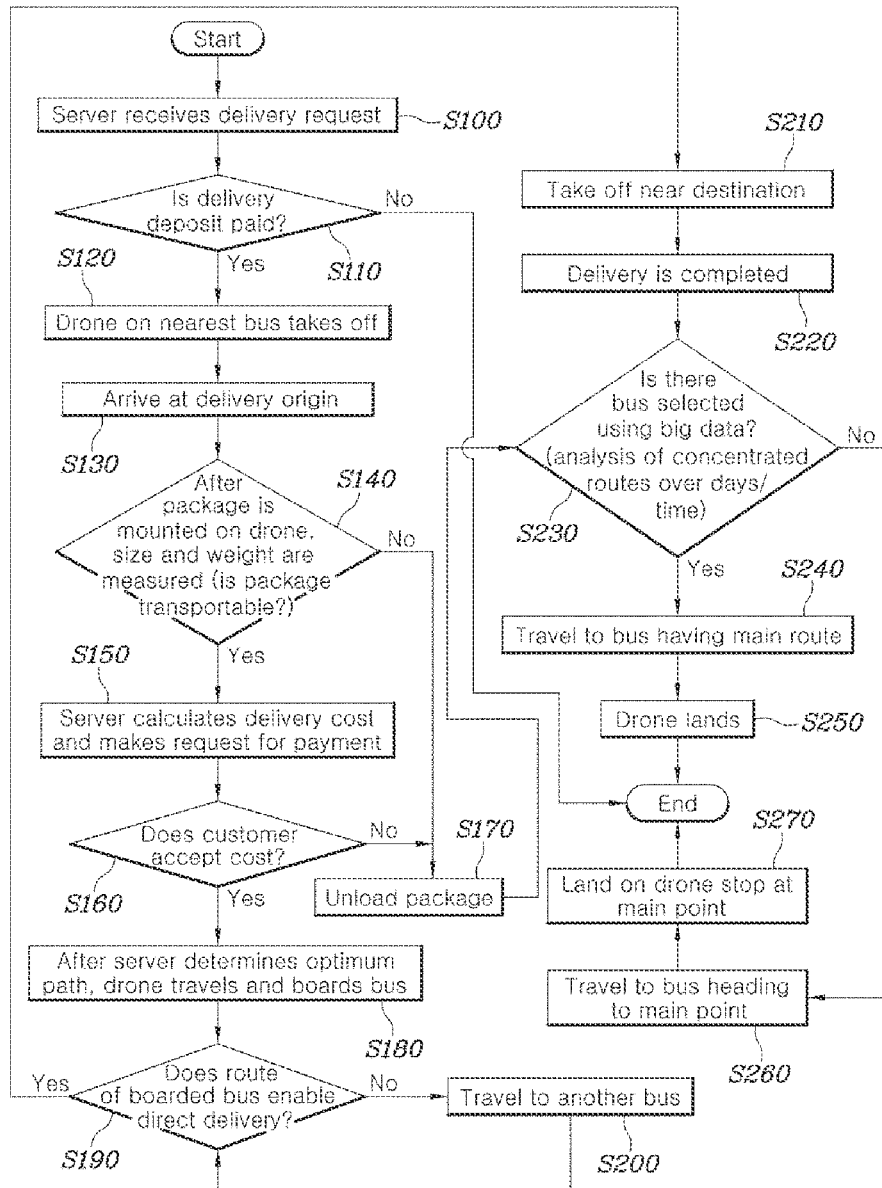 Start
Server receives delivery request
S100
Is delivery
deposit paid?
No
S110
Yes
S120
Drone on nearest bus takes off
Arrive at delivery origin
S130
After
package is
mounted on drone,
size and weight are
measured (is package
transportable?)
S140
No
Yes
S150
Server calculates delivery cost
and makes request for payment
Does customer
accept cost?
No
S160
Yes
S170
Unload package
After server determines optimum
path, drone travels and boards bus
S180
Yes
Does route
of boarded bus enable
direct delivery?
No
S190
Travel to another bus
S200
S210
Take off near destination
Delivery is completed
S220
Is there
bus selected
using big data?
(analysis of concentrated
routes over days/
time)
No
S230
Yes
S240
Travel to bus having main route
Drone lands
S250
End
S270
Land on drone stop at
main point
Travel to bus heading
to main point
S260